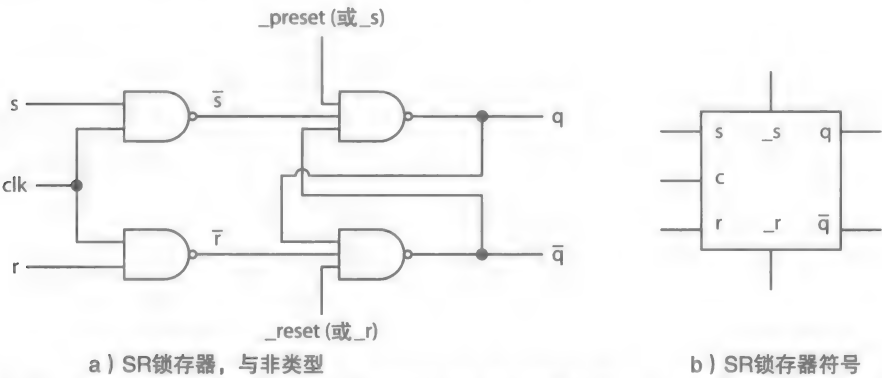 _preset (或_s)
s
s̅
q
clk
r̅
r
q̅
_reset (或_r)
s _s q
c
r _r q̅
a）SR锁存器，与非类型
b）SR锁存器符号